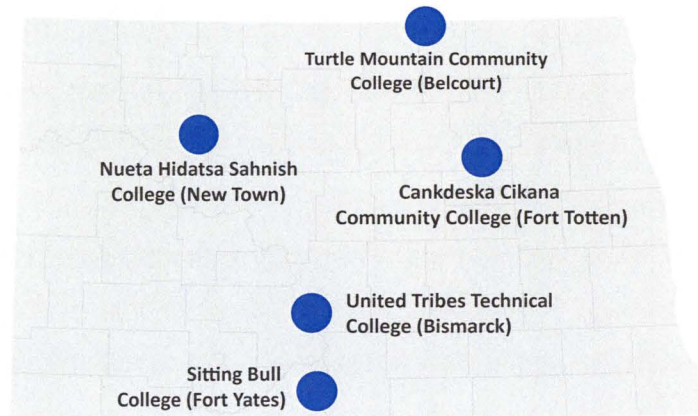 Turtle Mountain Community
College (Belcourt)
Nueta Hidatsa Sahnish
College (New Town)
Cankdeska Cikana
Community College (Fort Totten)
United Tribes Technical
College (Bismarck)
Sitting Bull
College (Fort Yates)